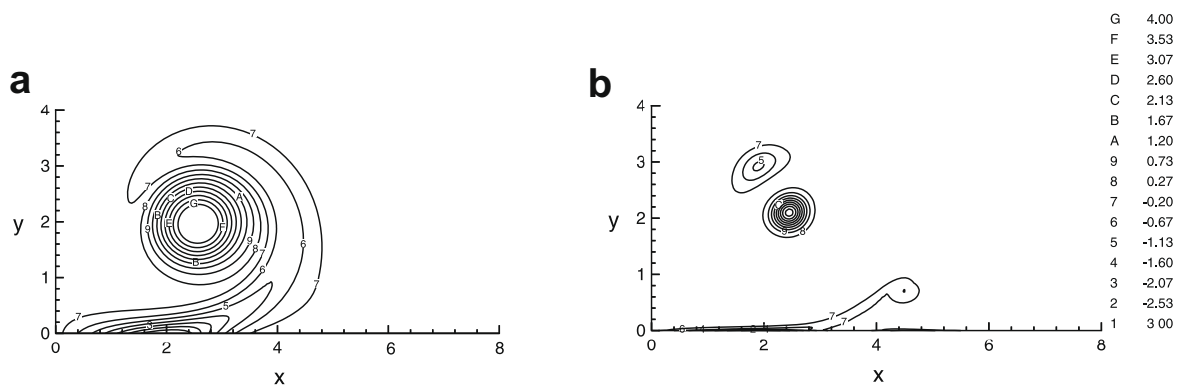 a
4
3
2
1
0
y
0 2 4 6 8
x
7
6
7
8
B
9
C
D
G
E
F
A
B
9
8
7
6
6
7
7
5
b
4
3
2
1
0
y
0 2 4 6 8
x
7
5
9
8
7
7
6
G 4.00
F 3.53
E 3.07
D 2.60
C 2.13
B 1.67
A 1.20
9 0.73
8 0.27
7 -0.20
6 -0.67
5 -1.13
4 -1.60
3 -2.07
2 -2.53
1 3 00